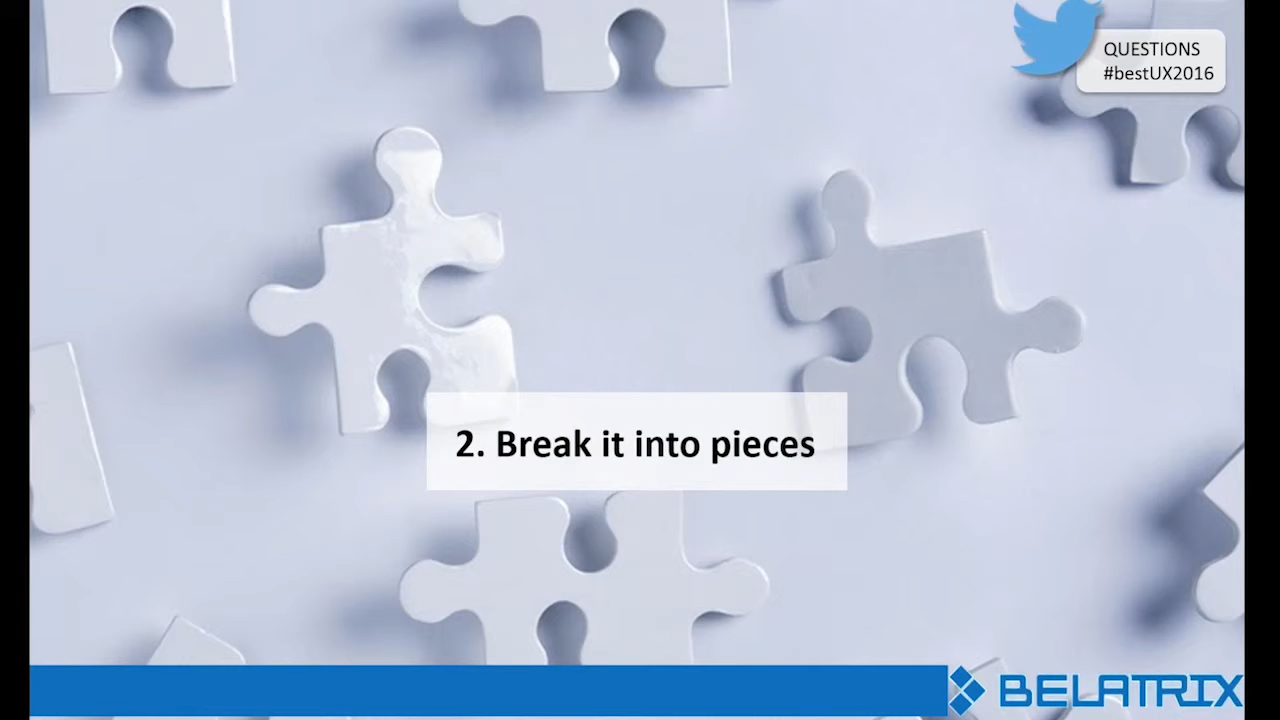 QUESTIONS
#bestUX2016
2. Break it into pieces
BELATRIX